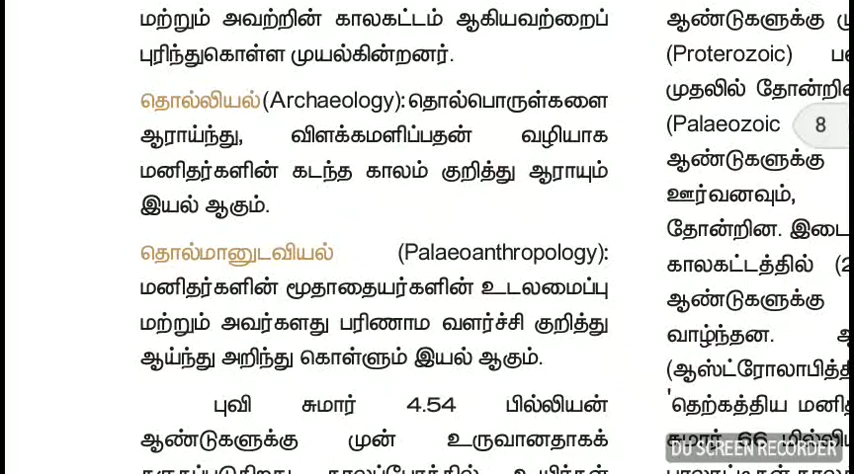 மற்றும் அவற்றின் காலகட்டம் ஆகியவற்றைப்
புரிந்துகொள்ள முயல்கின்றனர்.
தொல்லியல் (Archaeology): தொல்பொருள்களை
ஆராய்ந்து, விளக்கமளிப்பதன் வழியாக
மனிதர்களின் கடந்த காலம் குறித்து ஆராயும்
இயல் ஆகும்.
தொல்மானுடவியல் (Palaeoanthropology):
மனிதர்களின் மூதாதையர்களின் உடலமைப்பு
மற்றும் அவர்களது பரிணாம வளர்ச்சி குறித்து
ஆய்ந்து அறிந்து கொள்ளும் இயல் ஆகும்.
புவி சுமார் 4.54 பில்லியன்
ஆண்டுகளுக்கு முன் உருவானதாகக்
ஆண்டுகளுக்கு
(Proterozoic)
முதலில்
(Palaeozoic
8
ஆண்டுகளுக்கு
ஊர்வனவும்,
தோன்றின.
காலகட்டத்தில்
ஆண்டுகளுக்கு
வாழ்ந்தன.
'தெற்கத்திய
சுமார் 66
DU SCREEN RECORDER